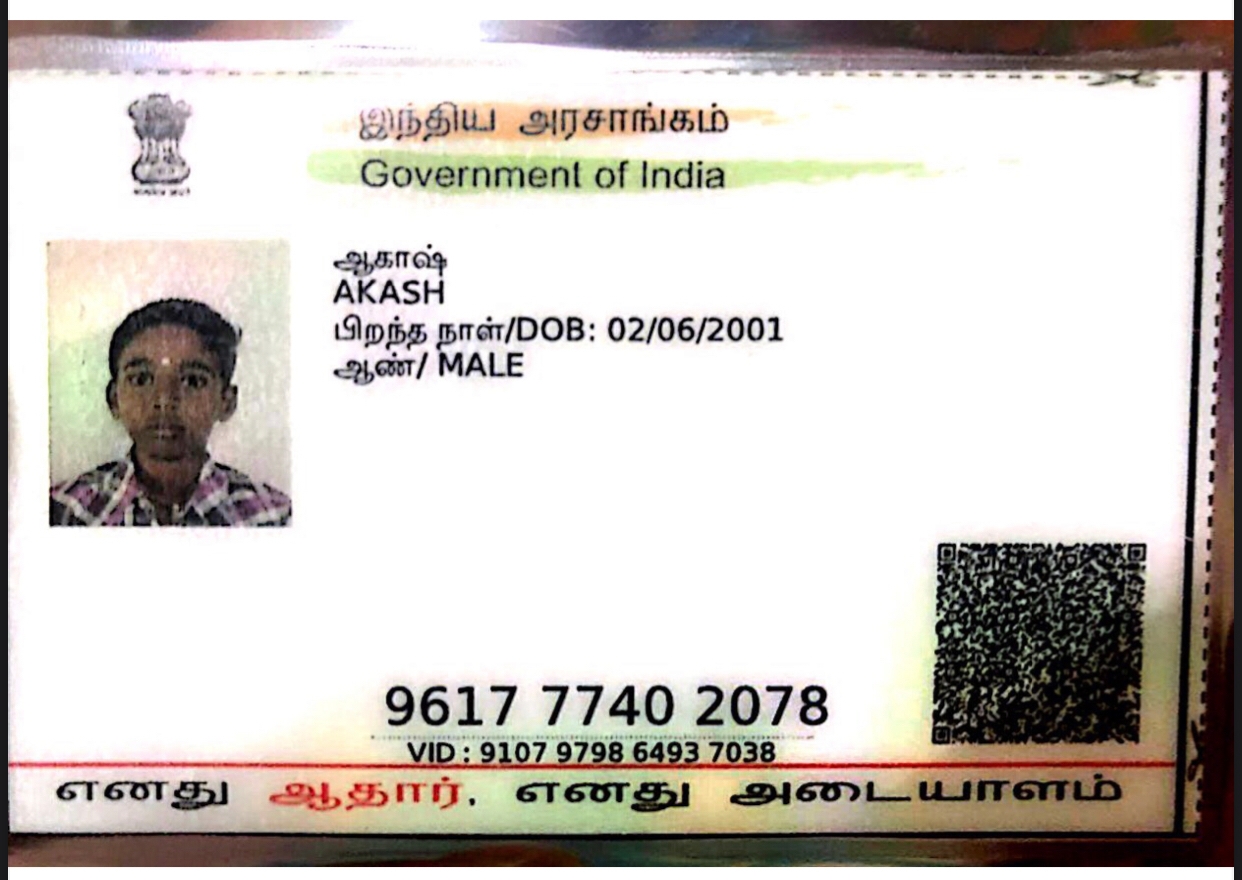 இந்திய அரசாங்கம்
Government of India
ஆகாஷ்
AKASH
பிறந்த நாள்/DOB: 02/06/2001
ஆண்/ MALE
9617 7740 2078
VID : 9107 9798 6493 7038
எனது ஆதார், எனது அடையாளம்